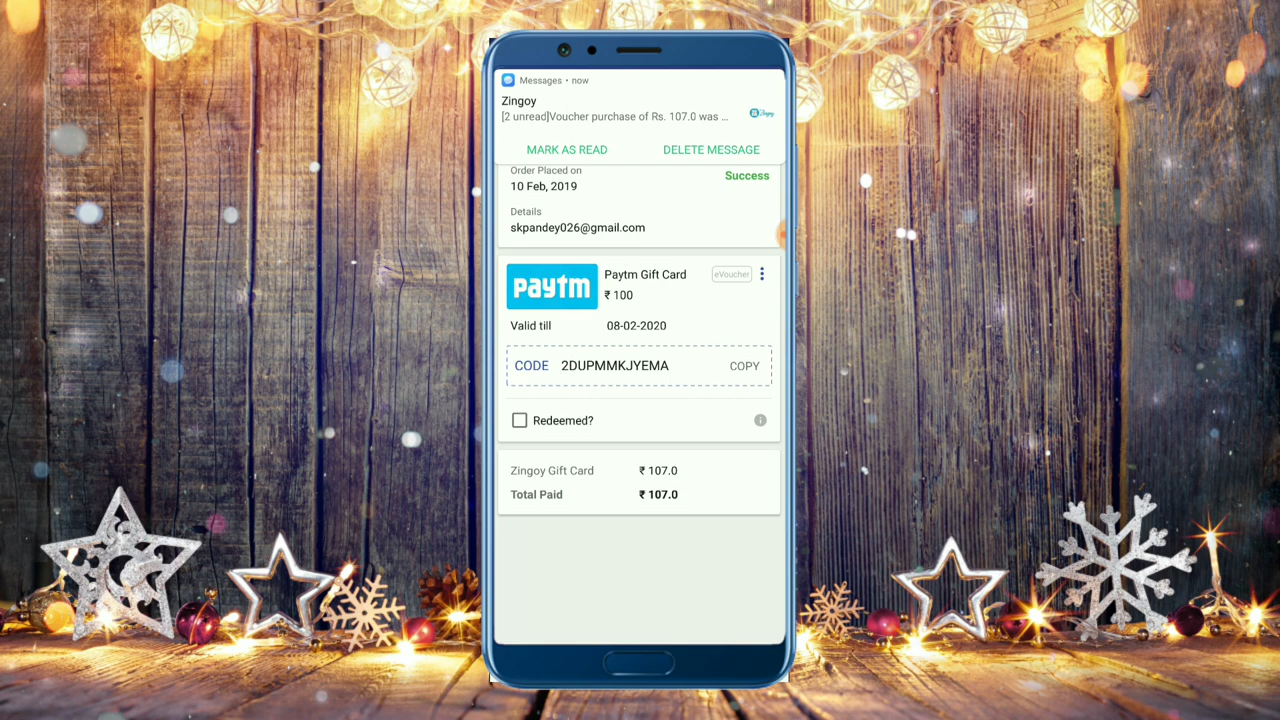 Messages • now
Zingoy
[2 unread]Voucher purchase of Rs. 107.0 was ...
Zingoy
MARK AS READ DELETE MESSAGE
Order Placed on
Success
10 Feb, 2019
Details
skpandey026@gmail.com
paytm
Paytm Gift Card
eVoucher
₹ 100
Valid till 08-02-2020
CODE 2DUPMMKJYEMA COPY
Redeemed?
Zingoy Gift Card ₹ 107.0
Total Paid ₹ 107.0